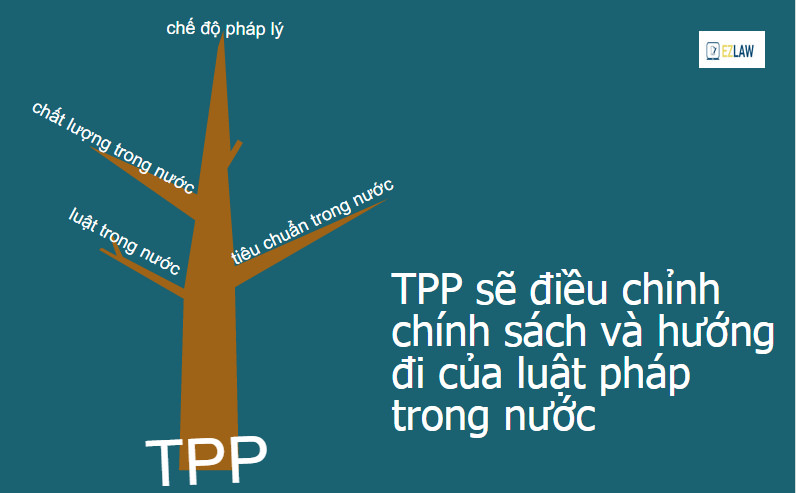 chế độ pháp lý
EZLAW
chất lượng trong nước
luật trong nước
tiêu chuẩn trong nước
TPP sẽ điều chỉnh
chính sách và hướng
đi của luật pháp
trong nước
TPP